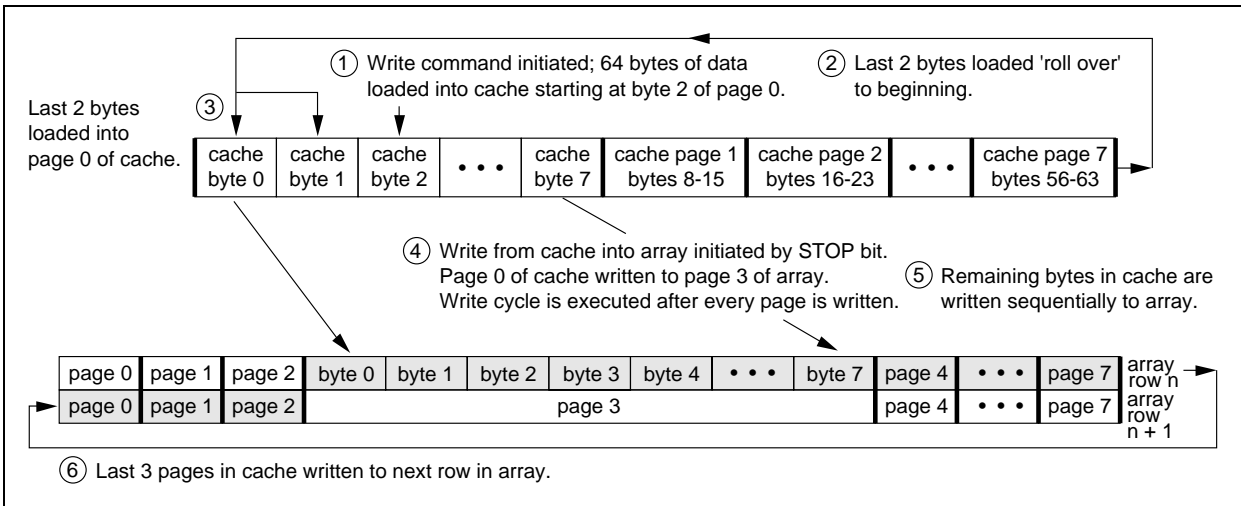 ① Write command initiated; 64 bytes of data
loaded into cache starting at byte 2 of page 0.
② Last 2 bytes loaded 'roll over'
to beginning.
Last 2 bytes
loaded into
page 0 of cache.
③
cache byte 0 cache byte 1 cache byte 2 • • • cache byte 7 cache page 1 bytes 8-15 cache page 2 bytes 16-23 • • • cache page 7 bytes 56-63
④ Write from cache into array initiated by STOP bit.
Page 0 of cache written to page 3 of array.
Write cycle is executed after every page is written.
⑤ Remaining bytes in cache are
written sequentially to array.
page 0 page 1 page 2 byte 0 byte 1 byte 2 byte 3 byte 4 • • • byte 7 page 4 • • • page 7 array row n
page 0 page 1 page 2 page 3 page 4 • • • page 7 array row n + 1
⑥ Last 3 pages in cache written to next row in array.